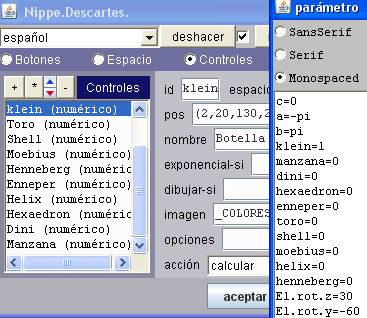 Nippe.Descartes.
español
deshacer
Botones
Espacio
Controles
+
*
-
Controles
klein (numérico)
Toro (numérico)
Shell (numérico)
Moebius (numérico)
Henneberg (numérico)
Enneper (numérico)
Helix (numérico)
Hexaedron (numérico)
Dini (numérico)
Manzana (numérico)
id klein espacio
pos (2,20,130,2
nombre Botella
exponencial-si
dibujar-si
imagen _COLORES
opciones
acción calcular
aceptar
parámetro
SansSerif
Serif
Monospaced
c=0
a=-pi
b=pi
klein=1
manzana=0
dini=0
hexaedron=0
enneper=0
toro=0
shell=0
moebius=0
helix=0
henneberg=0
El.rot.z=30
El.rot.y=-60